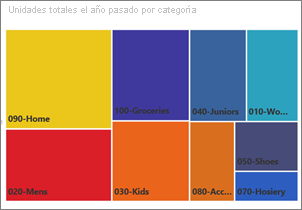 Unidades totales el año pasado por categoría
090-Home
100-Groceries
040-Juniors
010-Wo...
020-Mens
030-Kids
080-Acc...
050-Shoes
070-Hosiery